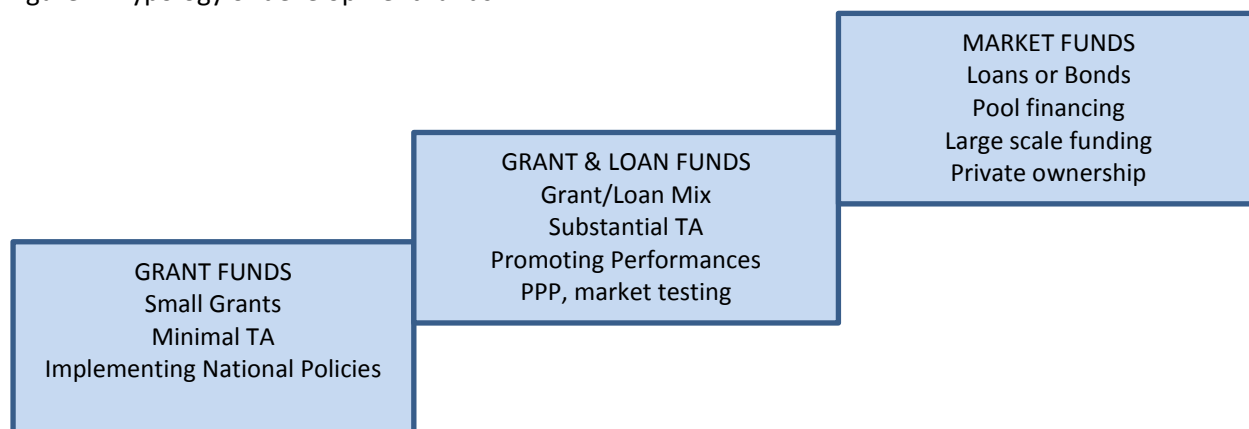 MARKET FUNDS
Loans or Bonds
Pool financing
Large scale funding
Private ownership
GRANT & LOAN FUNDS
Grant/Loan Mix
Substantial TA
Promoting Performances
PPP, market testing
GRANT FUNDS
Small Grants
Minimal TA
Implementing National Policies